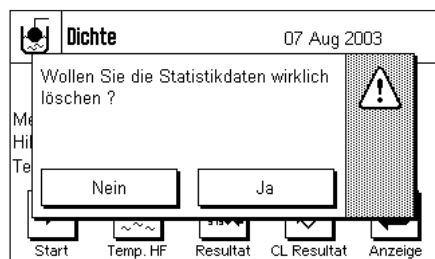 Dichte
07 Aug 2003
Wollen Sie die Statistikdaten wirklich
löschen ?
Nein
Ja
Start
Temp. HF
Resultat
CL Resultat
Anzeige